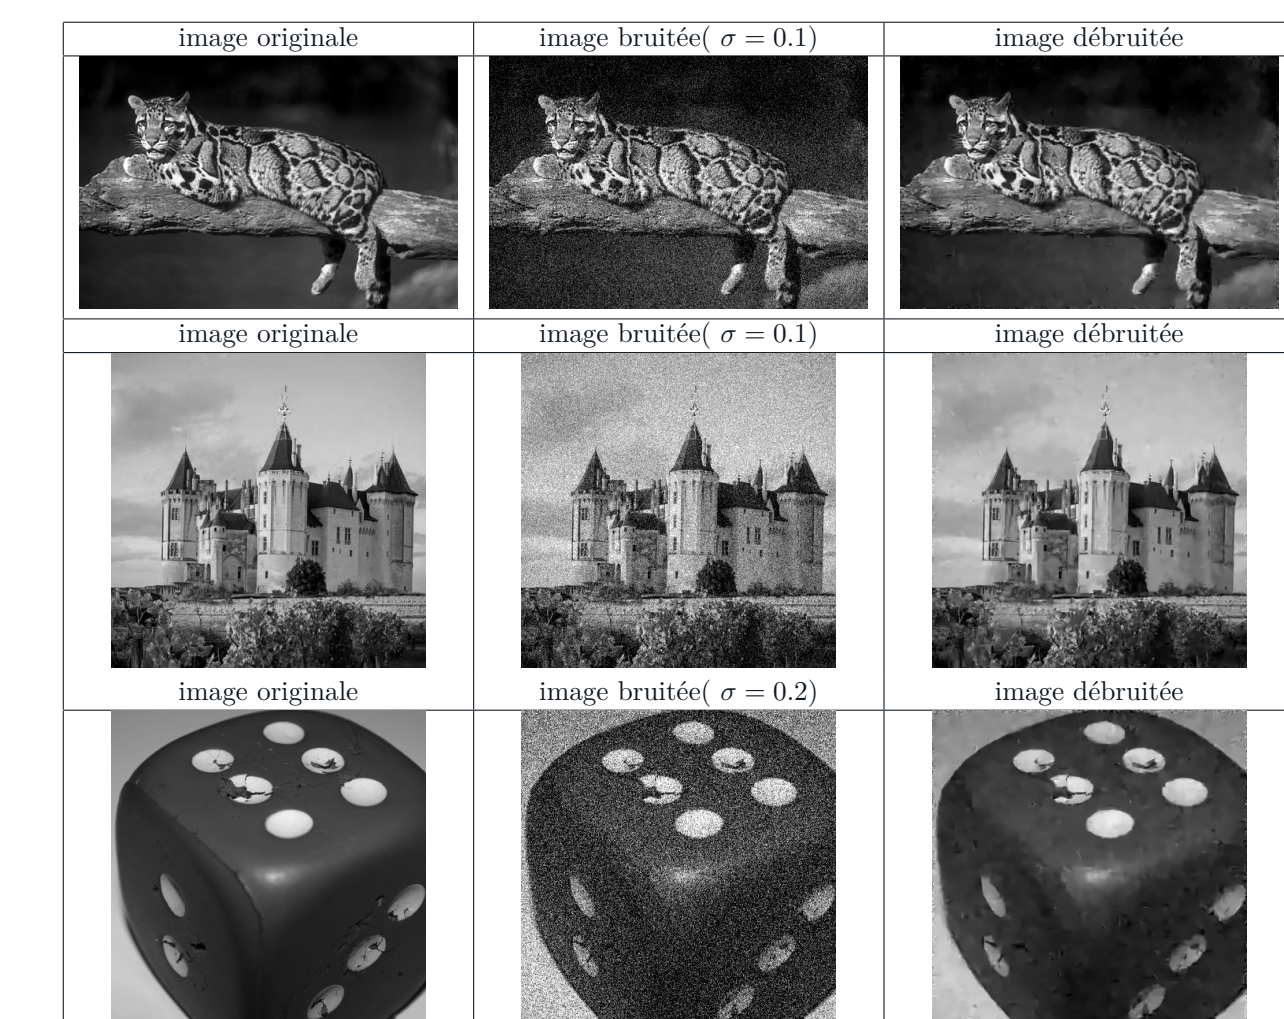 image originale image bruitée( σ = 0.1) image débruitée
image originale image bruitée( σ = 0.1) image débruitée
image originale image bruitée( σ = 0.2) image débruitée